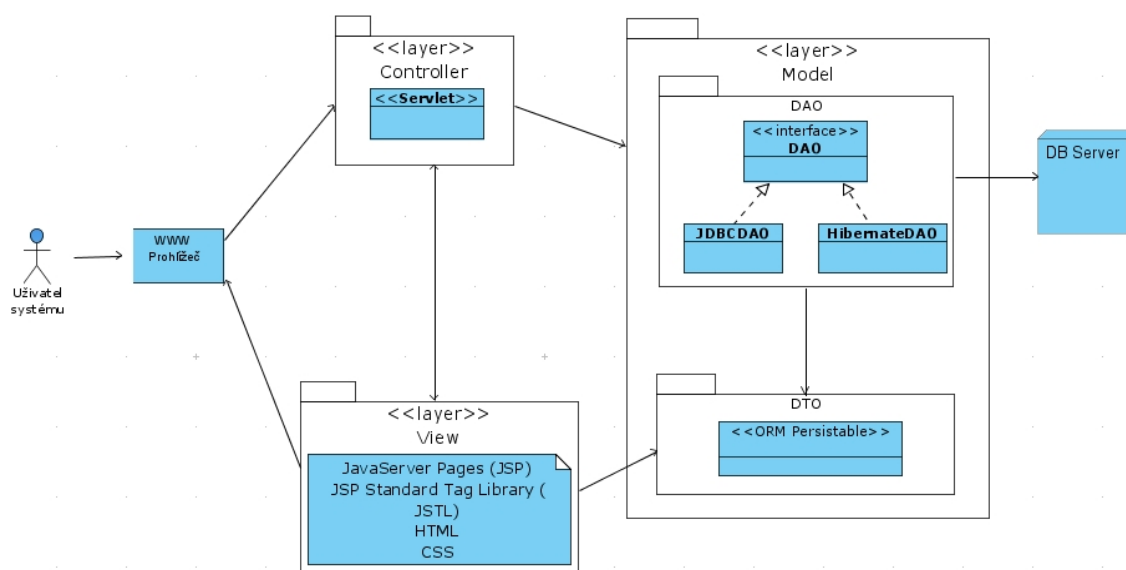 <<layer>>
Controller
<<Servlet>>
<<layer>>
Model
DAO
<<interface>>
DAO
JDBCDAO
HibernateDAO
DB Server
WWW
Prohlížeč
Uživatel
systému
<<layer>>
View
JavaServer Pages (JSP)
JSP Standard Tag Library (
JSTL)
HTML
CSS
DTO
<<ORM Persistable>>